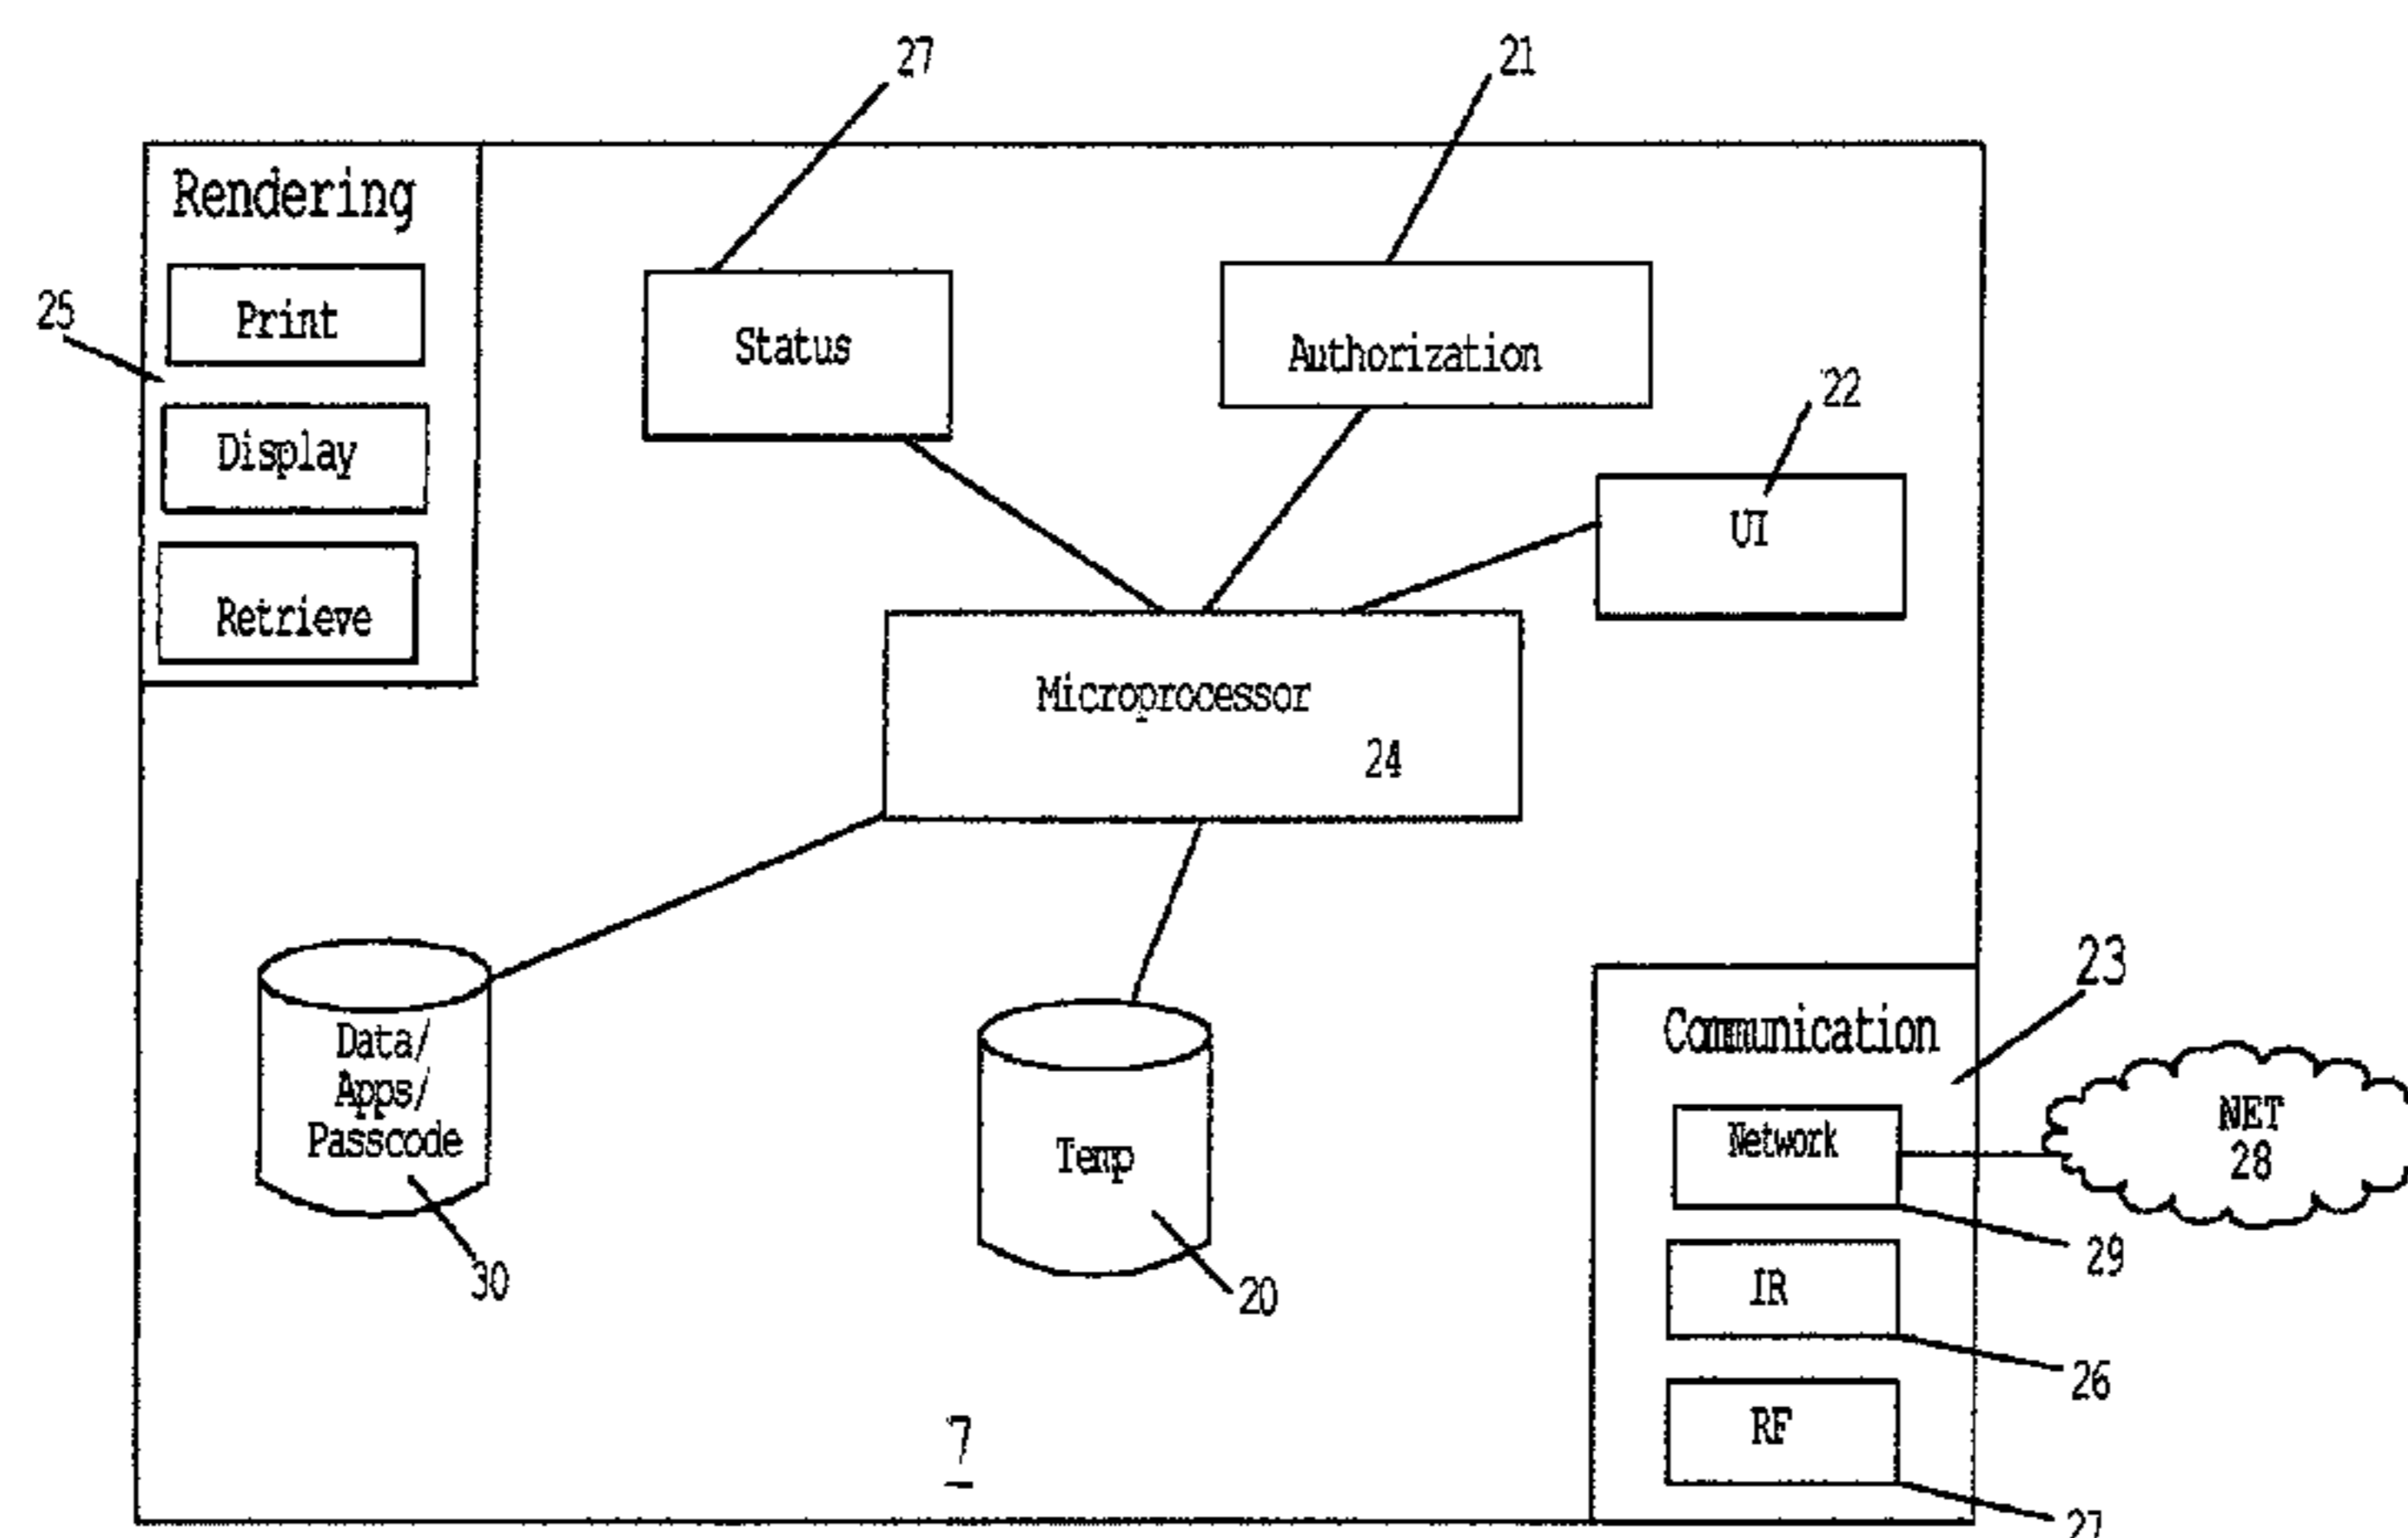 27
21
Rendering
25
Print
Status
Authorization
22
Display
UI
Retrieve
Microprocessor
24
23
Communication
Data/
Apps/
Passcode
Temp
Network
NET
28
30
20
29
IR
26
RF
7
27